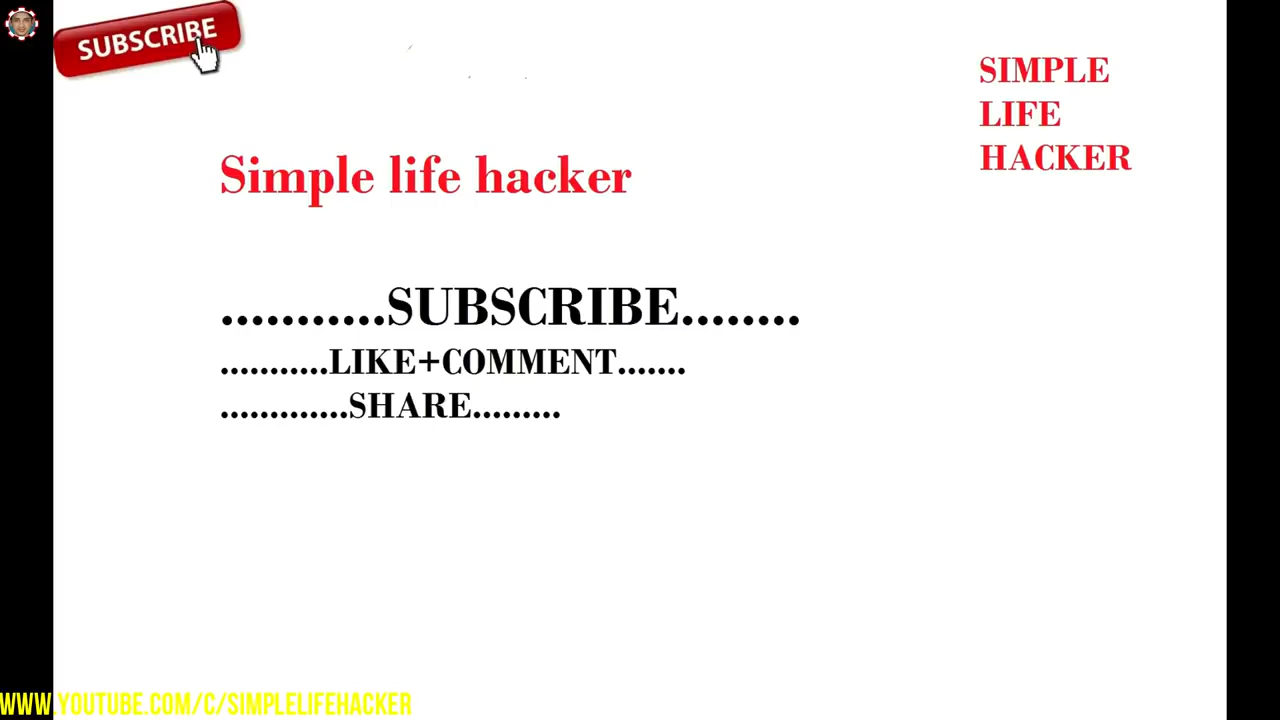 SUBSCRIBE
SIMPLE
LIFE
HACKER
Simple life hacker
...........SUBSCRIBE........
...........LIKE+COMMENT.......
.............SHARE.........
WWW.YOUTUBE.COM/C/SIMPLELIFEHACKER